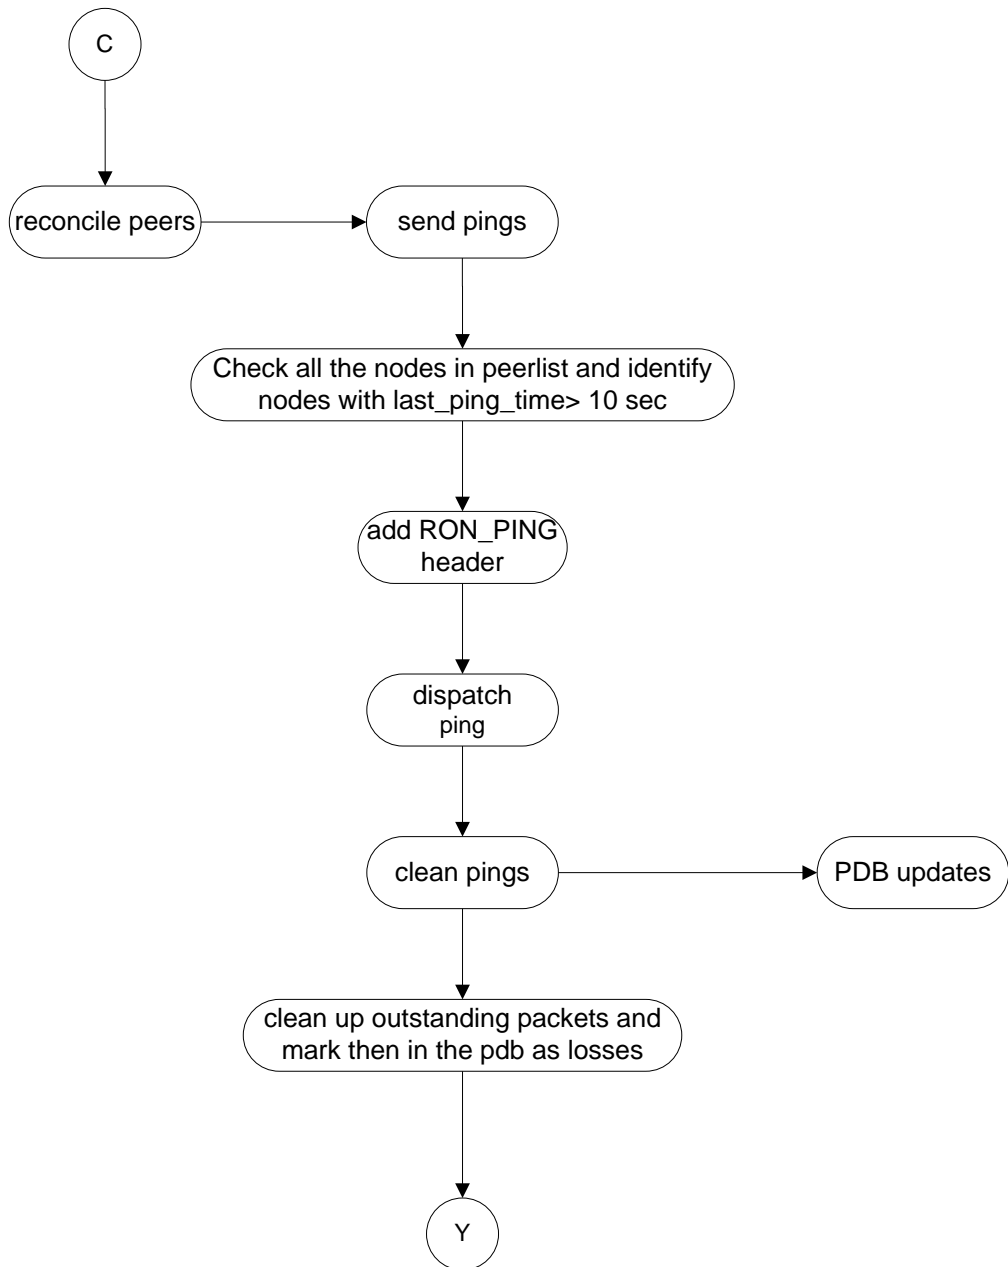 C
reconcile peers
send pings
Check all the nodes in peerlist and identify
nodes with last_ping_time> 10 sec
add RON_PING
header
dispatch
ping
clean pings
PDB updates
clean up outstanding packets and
mark then in the pdb as losses
Y